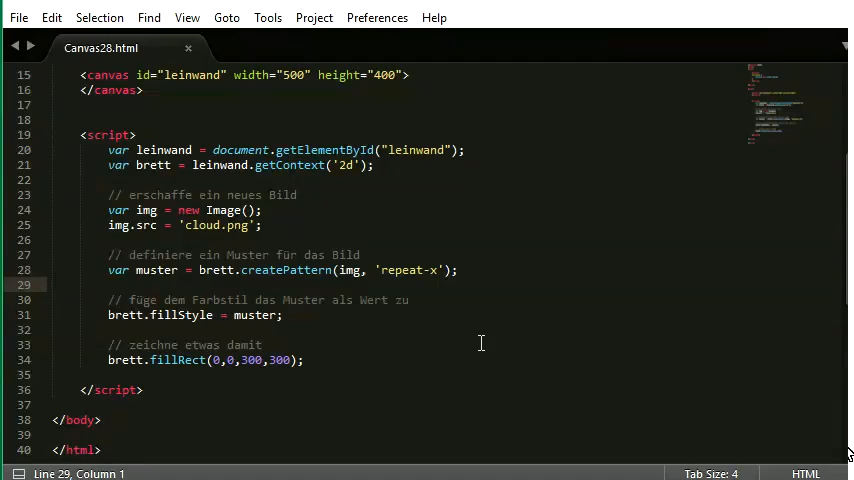 File Edit Selection Find View Goto Tools Project Preferences Help
Canvas28.html ×
15 <canvas id="leinwand" width="500" height="400">
16 </canvas>
17
18
19 <script>
20 var leinwand = document.getElementById("leinwand");
21 var brett = leinwand.getContext('2d');
22
23 // erschaffe ein neues Bild
24 var img = new Image();
25 img.src = 'cloud.png';
26
27 // definiere ein Muster für das Bild
28 var muster = brett.createPattern(img, 'repeat-x');
29
30 // füge dem Farbstil das Muster als Wert zu
31 brett.fillStyle = muster;
32
33 // zeichne etwas damit
34 brett.fillRect(0,0,300,300);
35
36 </script>
37
38 </body>
39
40 </html>
Line 29, Column 1 Tab Size: 4 HTML